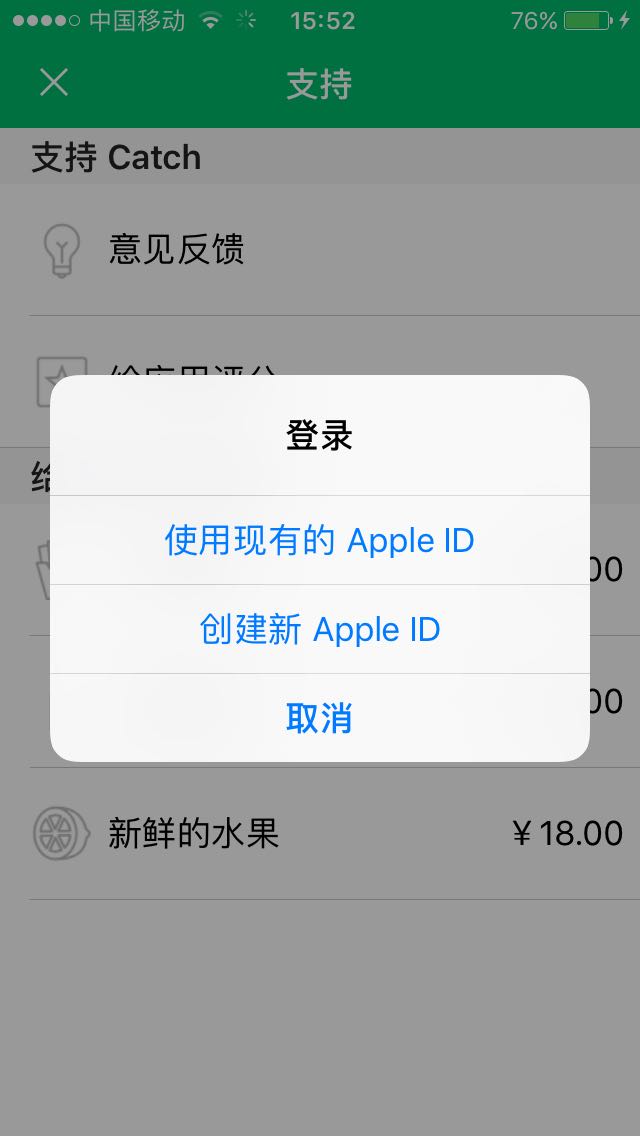 中国移动 15:52 76%
支持
支持 Catch
意见反馈
给应用评分
登录
给
使用现有的 Apple ID
00
创建新 Apple ID
00
取消
新鲜的水果 ¥18.00